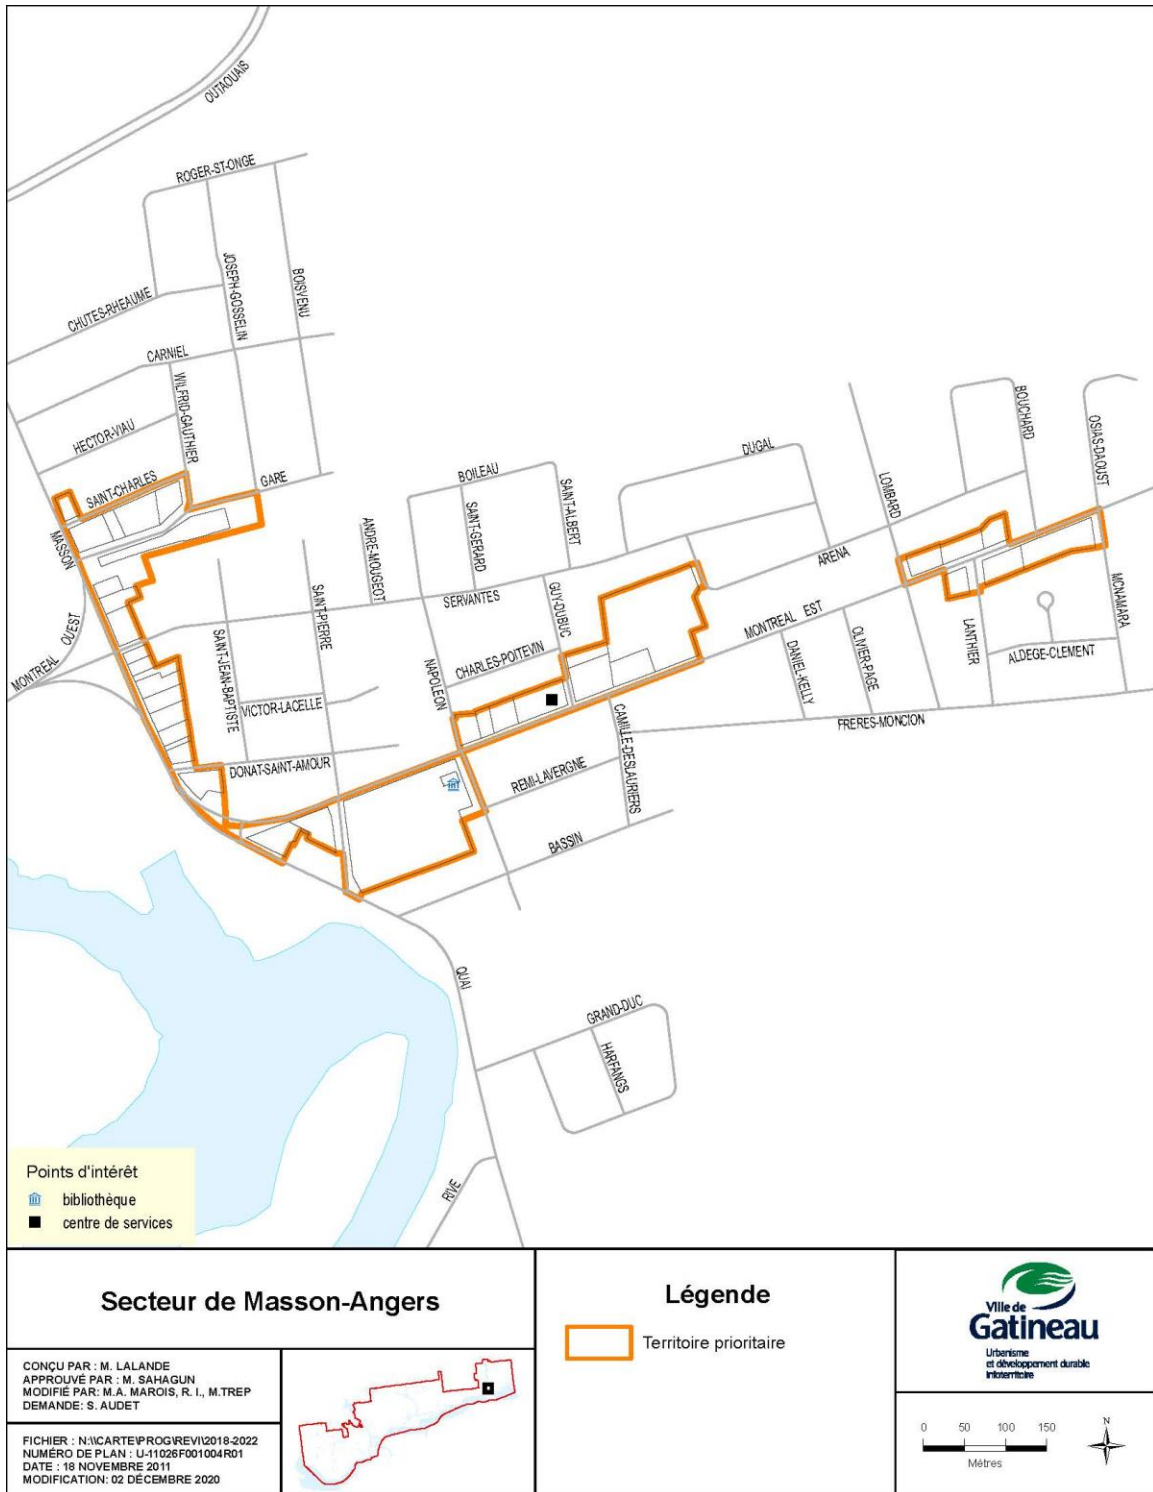 OUTAOUAIS
ROGER-ST-ONGE
JOSEPH-GOSSELIN
BOISVENU
CHUTES-RHEAUME
CARNIEL
WILFRID-GAUTHIER
HECTOR-VIAU
SAINT-CHARLES
GARE
MASSON
MONTREAL OUEST
ANDRE-MOUGEOT
BOILEAU
SAINT-GERARD
SAINT-ALBERT
DUGAL
LOMBARD
BOUCHARD
OSIAS-DAOUST
ARENA
SERVANTES
GUY-DUBUC
SAINT-PIERRE
SAINT-JEAN-BAPTISTE
NAPOLEON
CHARLES-POITEVIN
MONTREAL EST
DANIEL-KELLY
OLIVIER-PAGE
LANTHIER
MCNAMARA
ALDEGE-CLEMENT
VICTOR-LACELLE
CAMILLE-DESLAURIERS
FRERES-MONCION
DONAT-SAINT-AMOUR
REMI-LAVERGNE
BASSIN
QUAI
GRAND-DUC
HARFANGS
RIVE
Points d'intérêt
bibliothèque
centre de services
Secteur de Masson-Angers
CONÇU PAR : M. LALANDE
APPROUVÉ PAR : M. SAHAGUN
MODIFIÉ PAR: M.A. MAROIS, R. I., M.TREP
DEMANDE: S. AUDET
FICHIER : N:\\CARTE\PROG\REVI\2018-2022
NUMÉRO DE PLAN : U-11026F001004R01
DATE : 18 NOVEMBRE 2011
MODIFICATION: 02 DÉCEMBRE 2020
Légende
Territoire prioritaire
Ville de
Gatineau
Urbanisme
et développement durable
Infoterritoire
0 50 100 150
Mètres
N